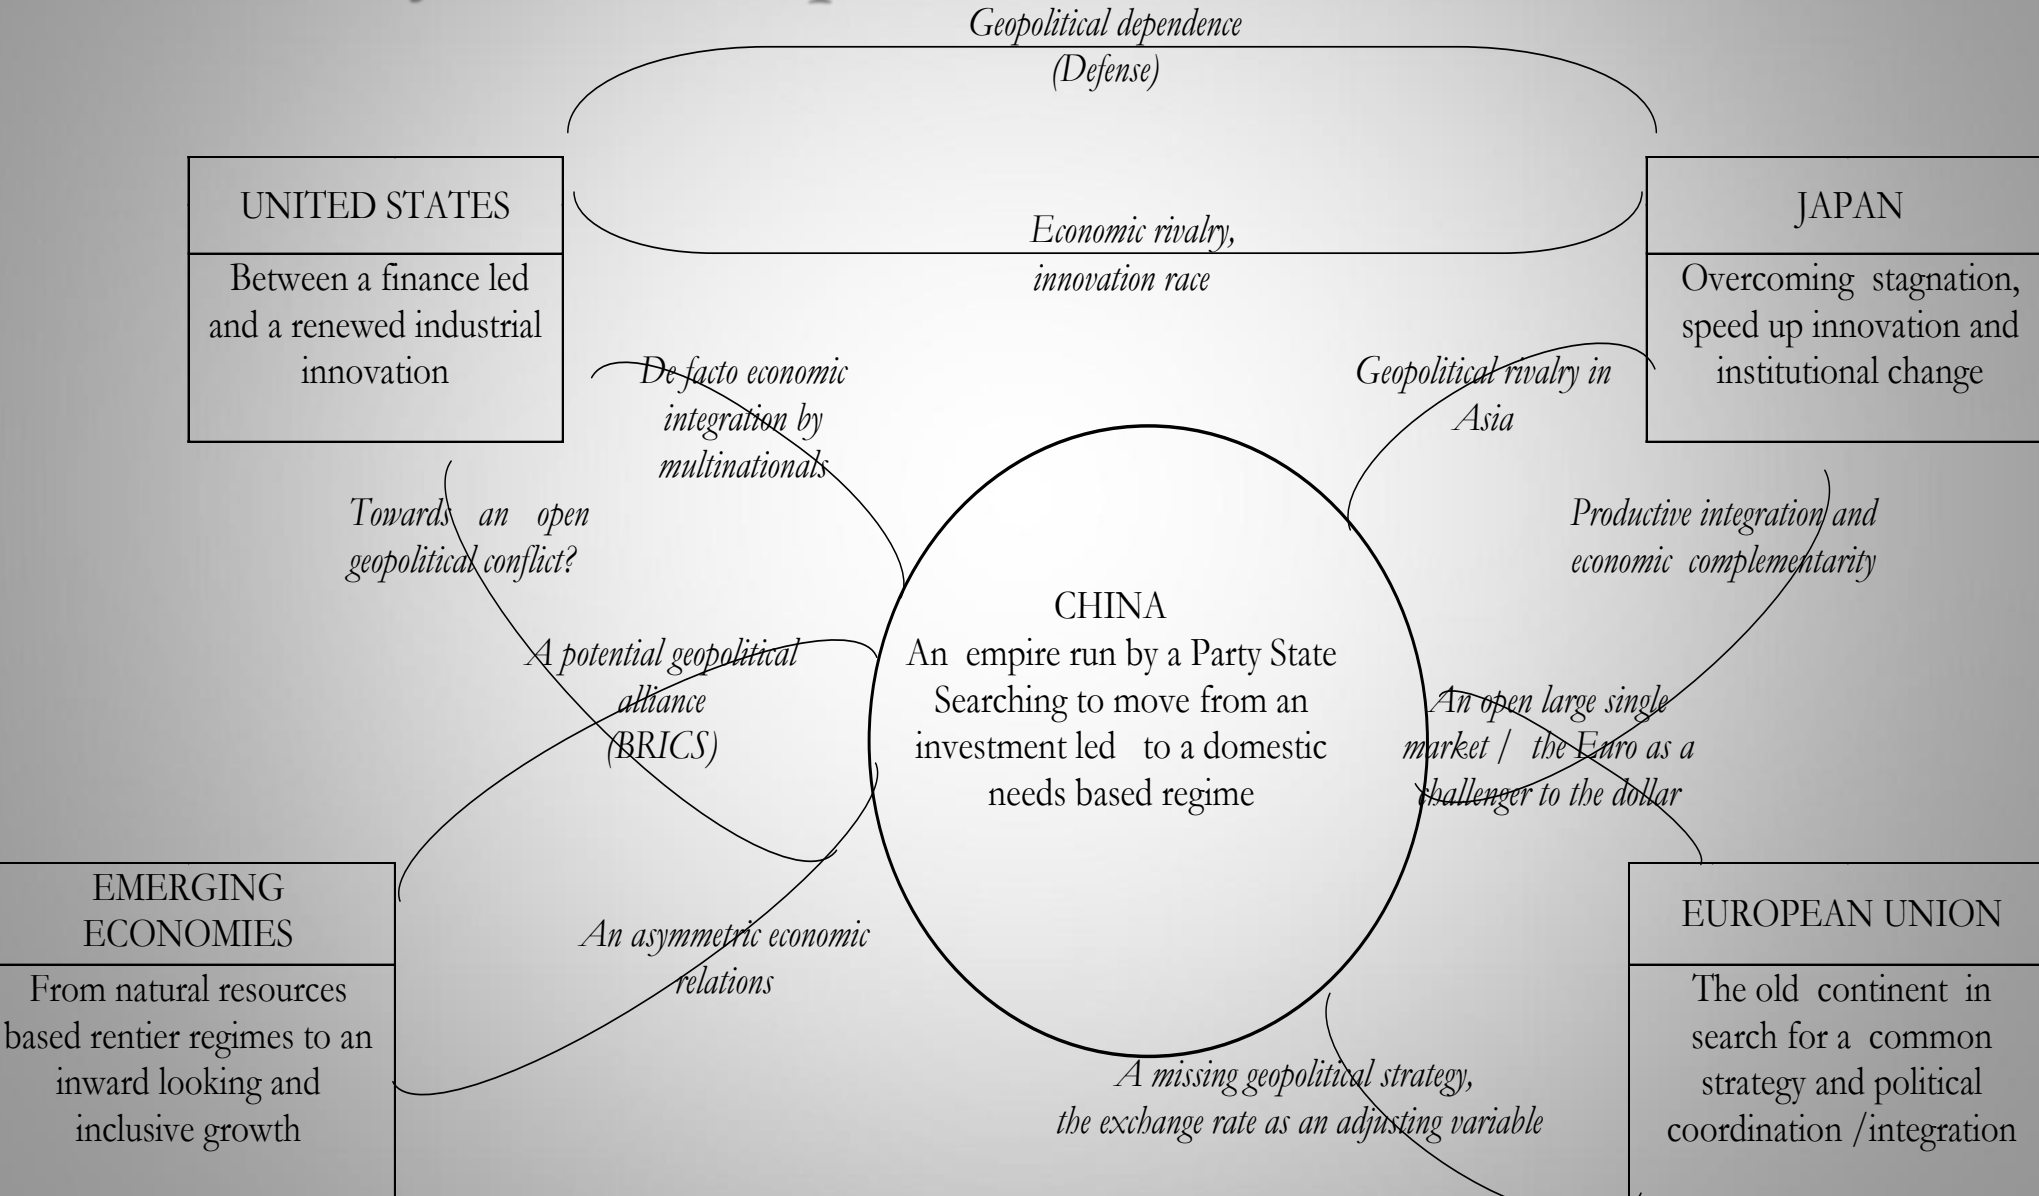 Geopolitical dependence
(Defense)
UNITED STATES
Between a finance led
and a renewed industrial
innovation
Economic rivalry,
innovation race
JAPAN
Overcoming stagnation,
speed up innovation and
institutional change
De facto economic
integration by
multinationals
Geopolitical rivalry in
Asia
Towards an open
geopolitical conflict?
Productive integration and
economic complementarity
A potential geopolitical
alliance
(BRICS)
CHINA
An empire run by a Party State
Searching to move from an
investment led to a domestic
needs based regime
An open large single
market / the Euro as a
challenger to the dollar
EMERGING
ECONOMIES
From natural resources
based rentier regimes to an
inward looking and
inclusive growth
An asymmetric economic
relations
EUROPEAN UNION
The old continent in
search for a common
strategy and political
coordination /integration
A missing geopolitical strategy,
the exchange rate as an adjusting variable